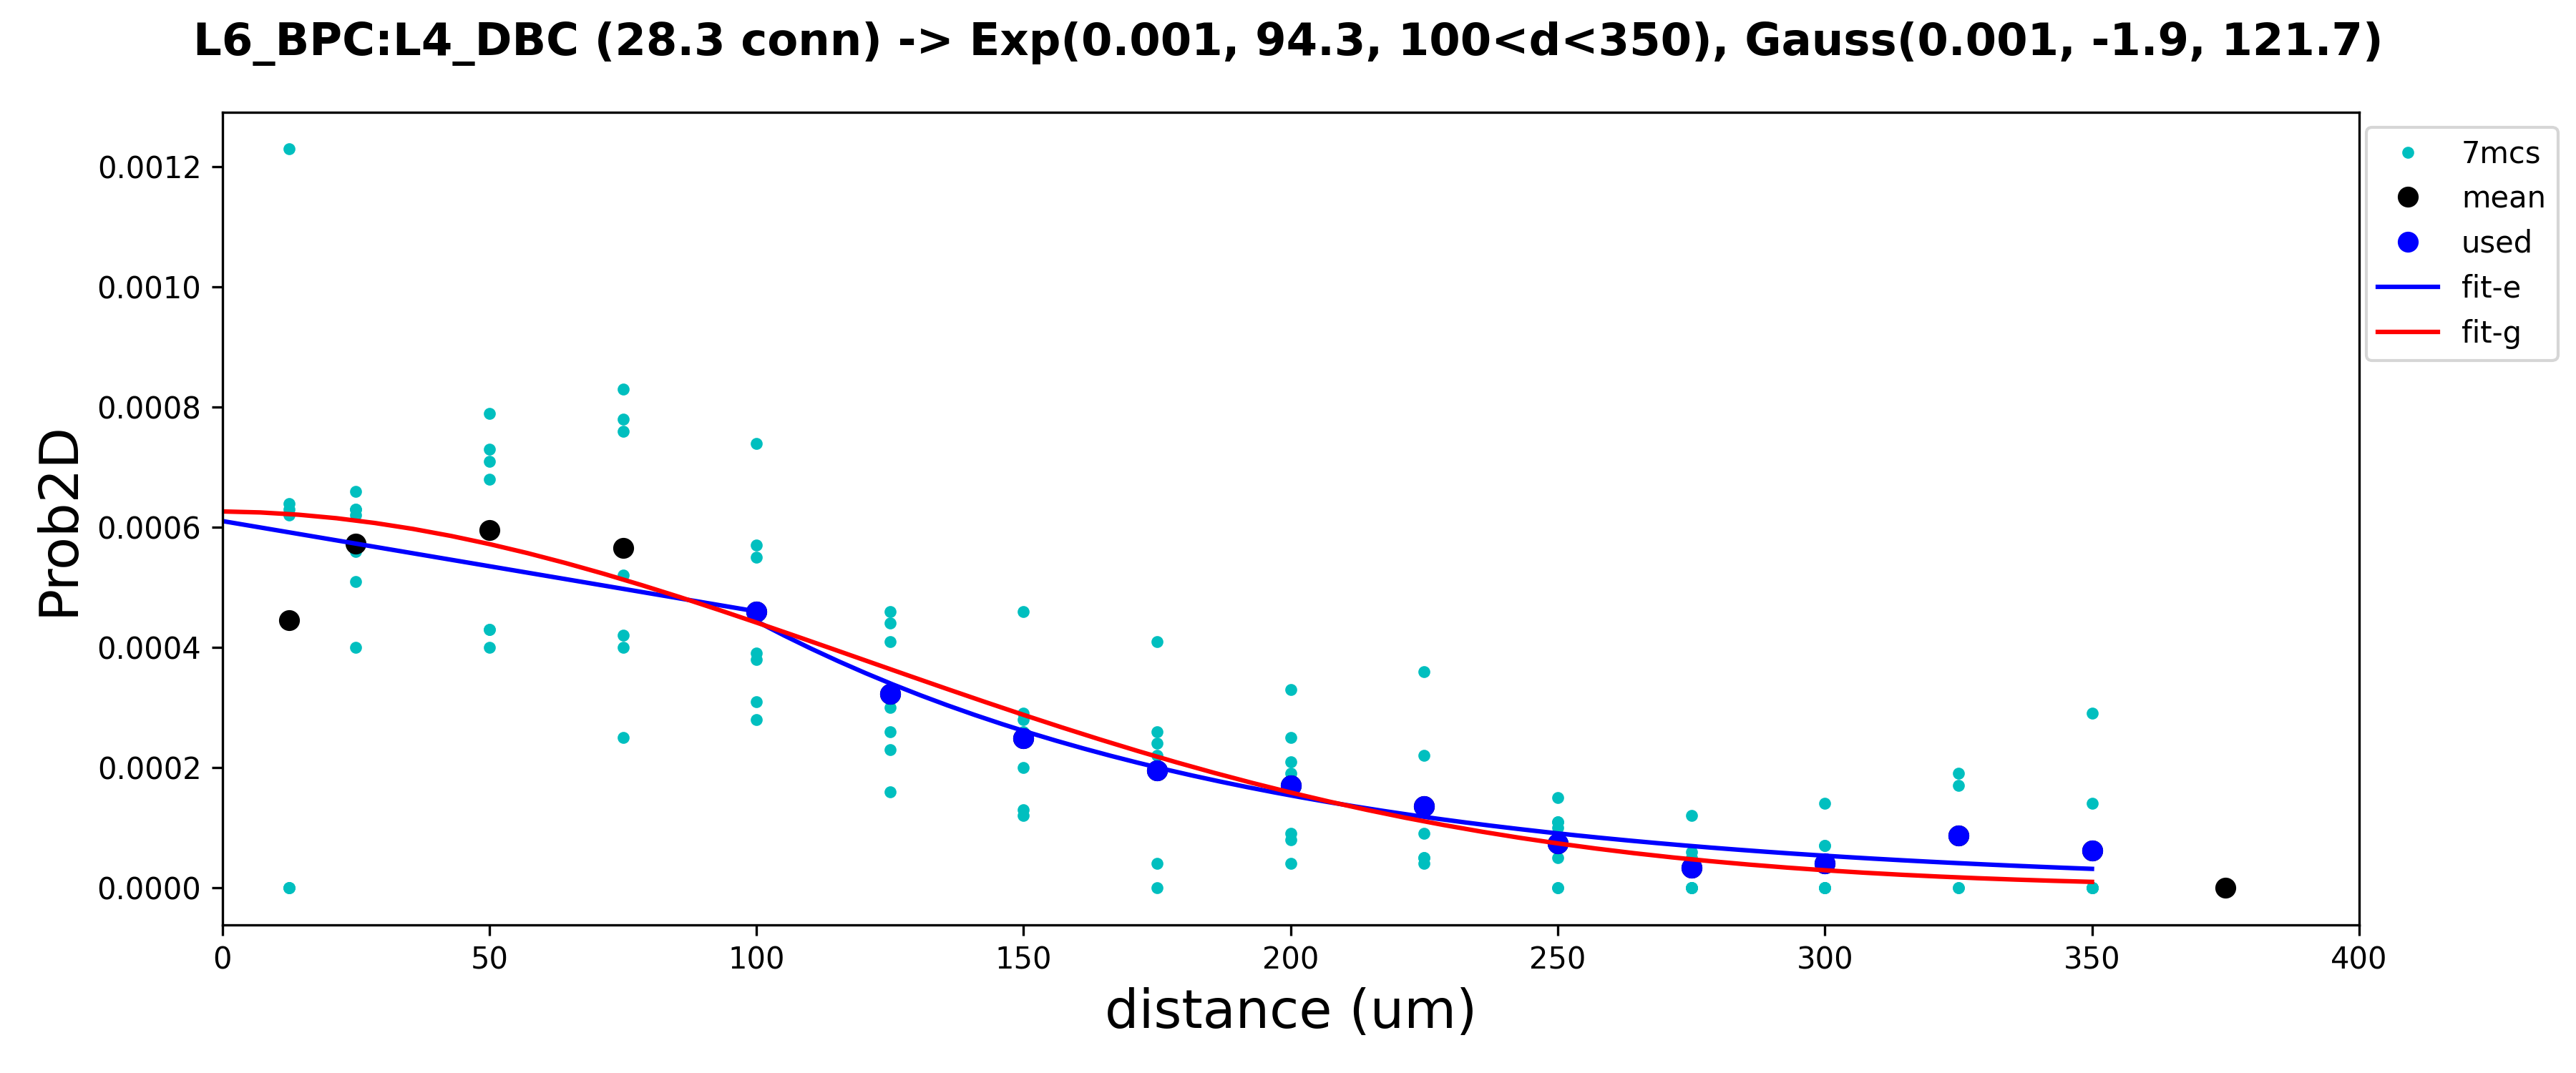 L6_BPC:L4_DBC (28.3 conn) -> Exp(0.001, 94.3, 100<d<350), Gauss(0.001, -1.9, 121.7)
7mcs
mean
used
fit-e
fit-g
Prob2D
0.0012
0.0010
0.0008
0.0006
0.0004
0.0002
0.0000
0 50 100 150 200 250 300 350 400
distance (um)